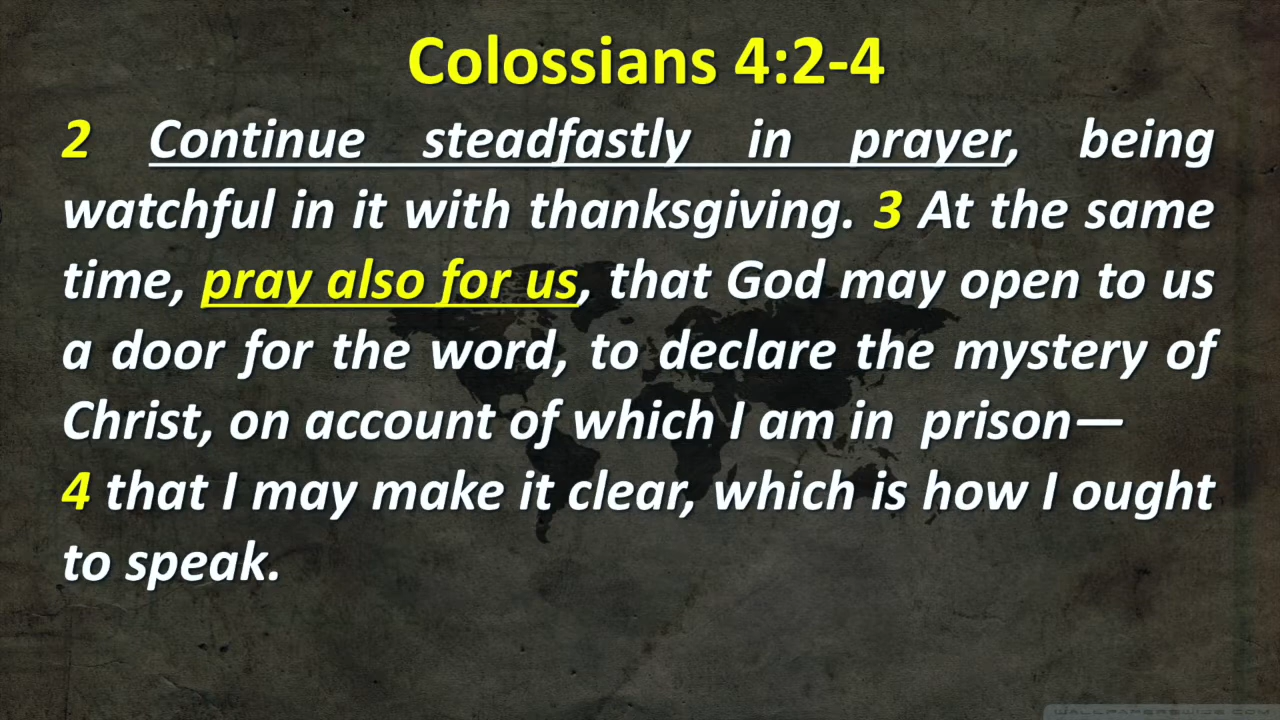 Colossians 4:2-4
2 Continue steadfastly in prayer, being
watchful in it with thanksgiving. 3 At the same
time, pray also for us, that God may open to us
a door for the word, to declare the mystery of
Christ, on account of which I am in prison—
4 that I may make it clear, which is how I ought
to speak.
WALLPAPERSWIDE.COM